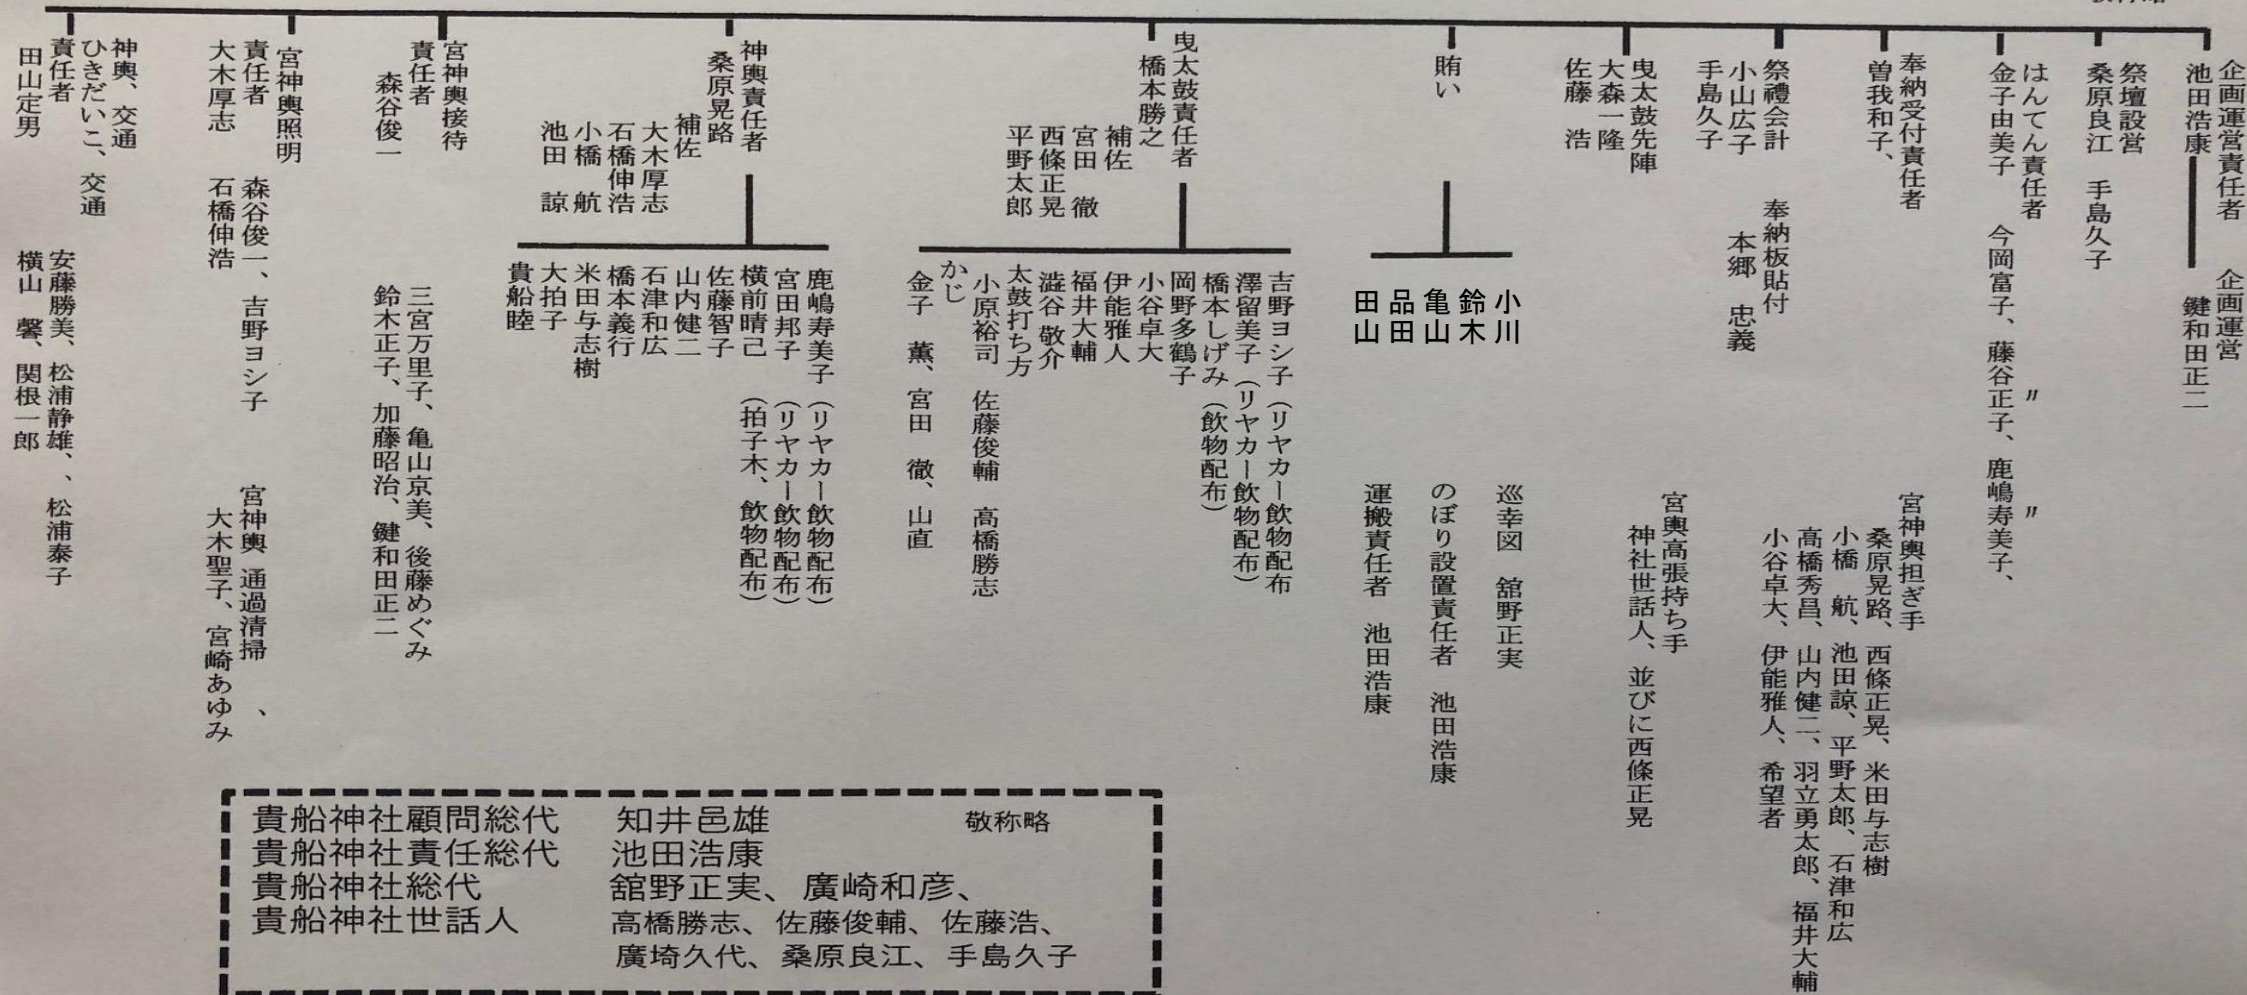 企画運営責任者
池田浩康
企画運営
鍵和田正二
祭壇設営
桑原良江　手島久子
はんてん責任者　〃　〃
金子由美子　今岡富子、藤谷正子、鹿嶋寿美子、
奉納受付責任者
曽我和子、
宮神輿担ぎ手
桑原晃路、西條正晃、米田与志樹
小橋　航、池田諒、平野太郎、石津和広
高橋秀昌、山内健二、羽立勇太郎、福井大輔
小谷卓大、伊能雅人、希望者
祭禮会計
小山広子
手島久子
奉納板貼付
本郷　忠義
曳太鼓先陣
大森一隆
佐藤　浩
宮輿高張持ち手
神社世話人、並びに西條正晃
賄い
小川
鈴木
亀山
品田
田山
巡幸図　舘野正実
のぼり設置責任者　池田浩康
運搬責任者　池田浩康
曳太鼓責任者
橋本勝之
補佐
宮田　徹
西條正晃
平野太郎
吉野ヨシ子（リヤカー飲物配布
澤留美子（リヤカー飲物配布）
橋本しげみ（飲物配布）
岡野多鶴子
小谷卓大
伊能雅人
福井大輔
澁谷敬介
太鼓打ち方
小原裕司　佐藤俊輔　高橋勝志
かじ
金子　薫、宮田　徹、山直
神輿責任者
桑原晃路
補佐
大木厚志
石橋伸浩
小橋　航
池田　諒
鹿嶋寿美子（リヤカー飲物配布）
宮田邦子（リヤカー飲物配布）
横前晴己（拍子木、飲物配布）
佐藤智子
山内健二
石津和広
橋本義行
米田与志樹
大拍子
貴船睦
宮神輿接待
責任者
森谷俊一
三宮万里子、亀山京美、後藤めぐみ
鈴木正子、加藤昭治、鍵和田正二
宮神輿照明
責任者　森谷俊一、吉野ヨシ子
大木厚志　石橋伸浩
宮神輿　通過清掃　、
大木聖子、宮崎あゆみ
神輿、交通
ひきだいこ、交通
責任者　安藤勝美、松浦静雄、、松浦泰子
田山定男　横山　馨、関根一郎
貴船神社顧問総代　知井邑雄　敬称略
貴船神社責任総代　池田浩康
貴船神社総代　舘野正実、廣崎和彦、
貴船神社世話人　高橋勝志、佐藤俊輔、佐藤浩、
廣埼久代、桑原良江、手島久子